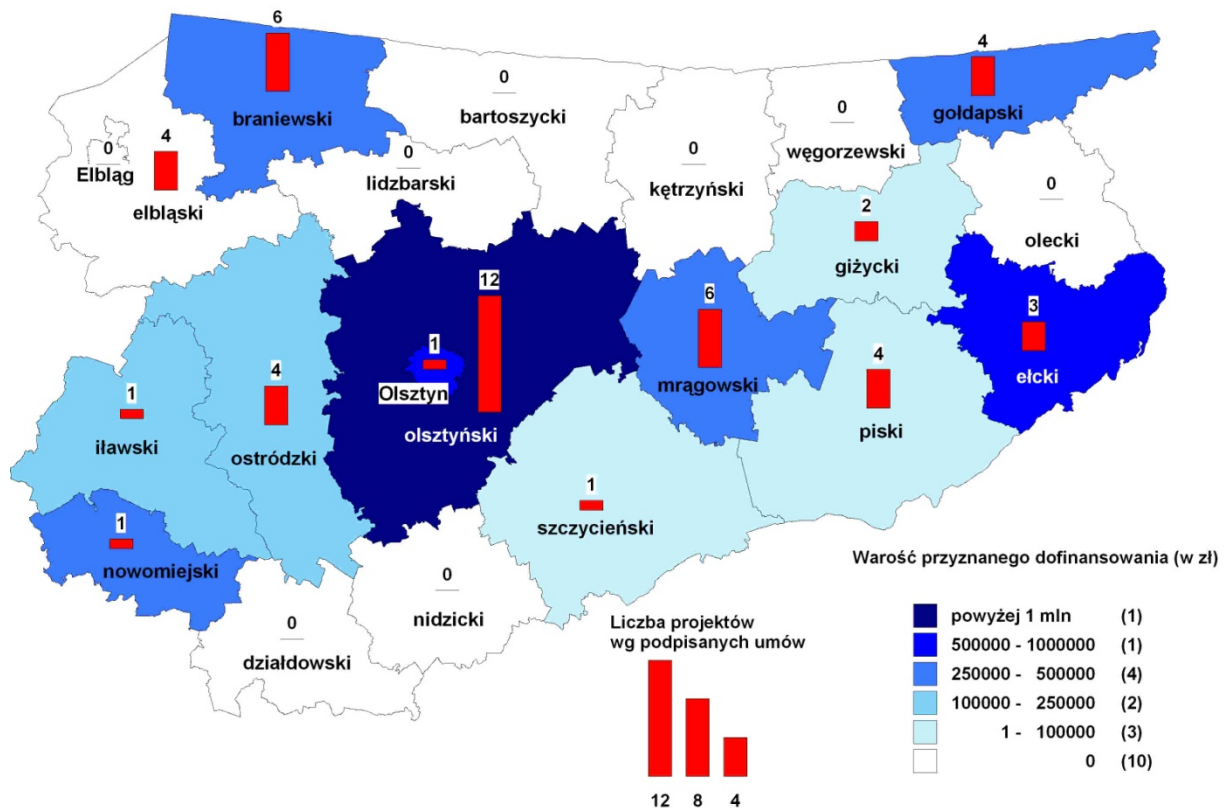 6
braniewski
0
bartoszycki
4
gołdapski
0
węgorzewski
0
Elbląg
4
elbląski
0
lidzbarski
0
kętrzyński
0
olecki
2
giżycki
12
olsztyński
1
Olsztyn
6
mrągowski
3
ełcki
4
piski
1
iławski
4
ostródzki
1
szczycieński
1
nowomiejski
0
nidzicki
0
działdowski
Liczba projektów
wg podpisanych umów
12 8 4
Warość przyznanego dofinansowania (w zł)
powyżej 1 mln (1)
500000 - 1000000 (1)
250000 - 500000 (4)
100000 - 250000 (2)
1 - 100000 (3)
0 (10)